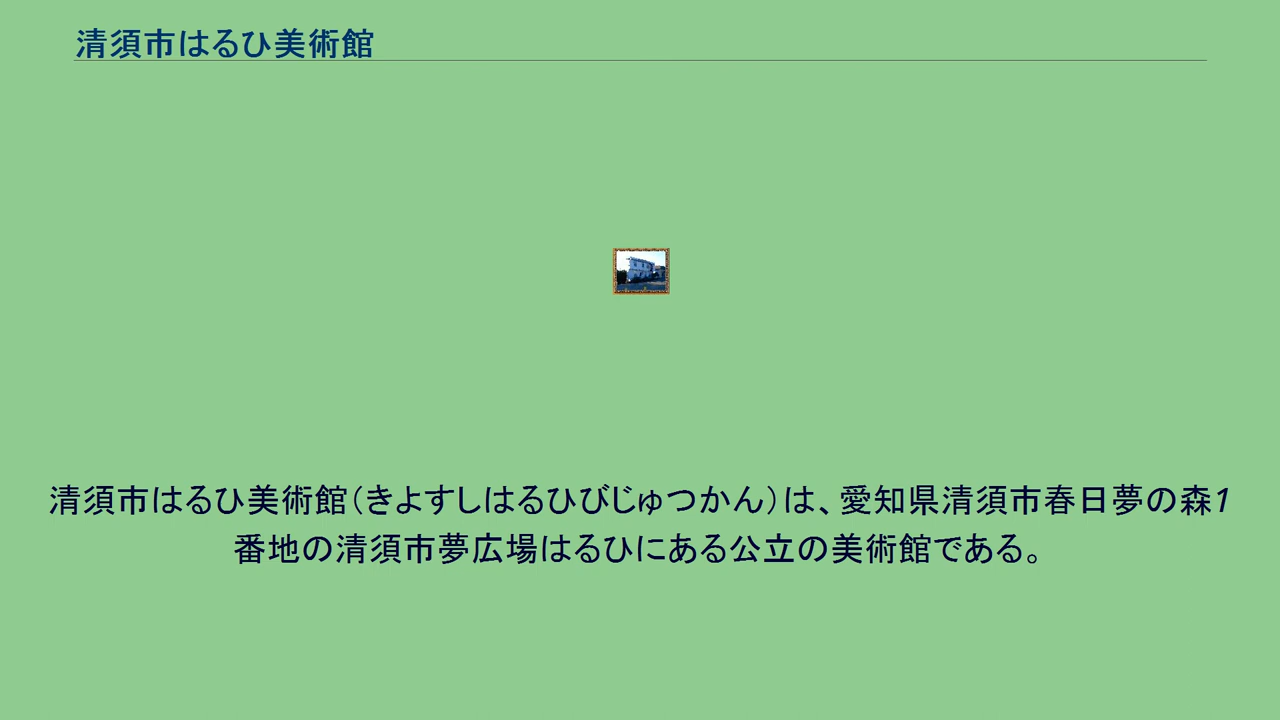 清須市はるひ美術館
清須市はるひ美術館（きよすしはるひびじゅつかん）は、愛知県清須市春日夢の森1
番地の清須市夢広場はるひにある公立の美術館である。